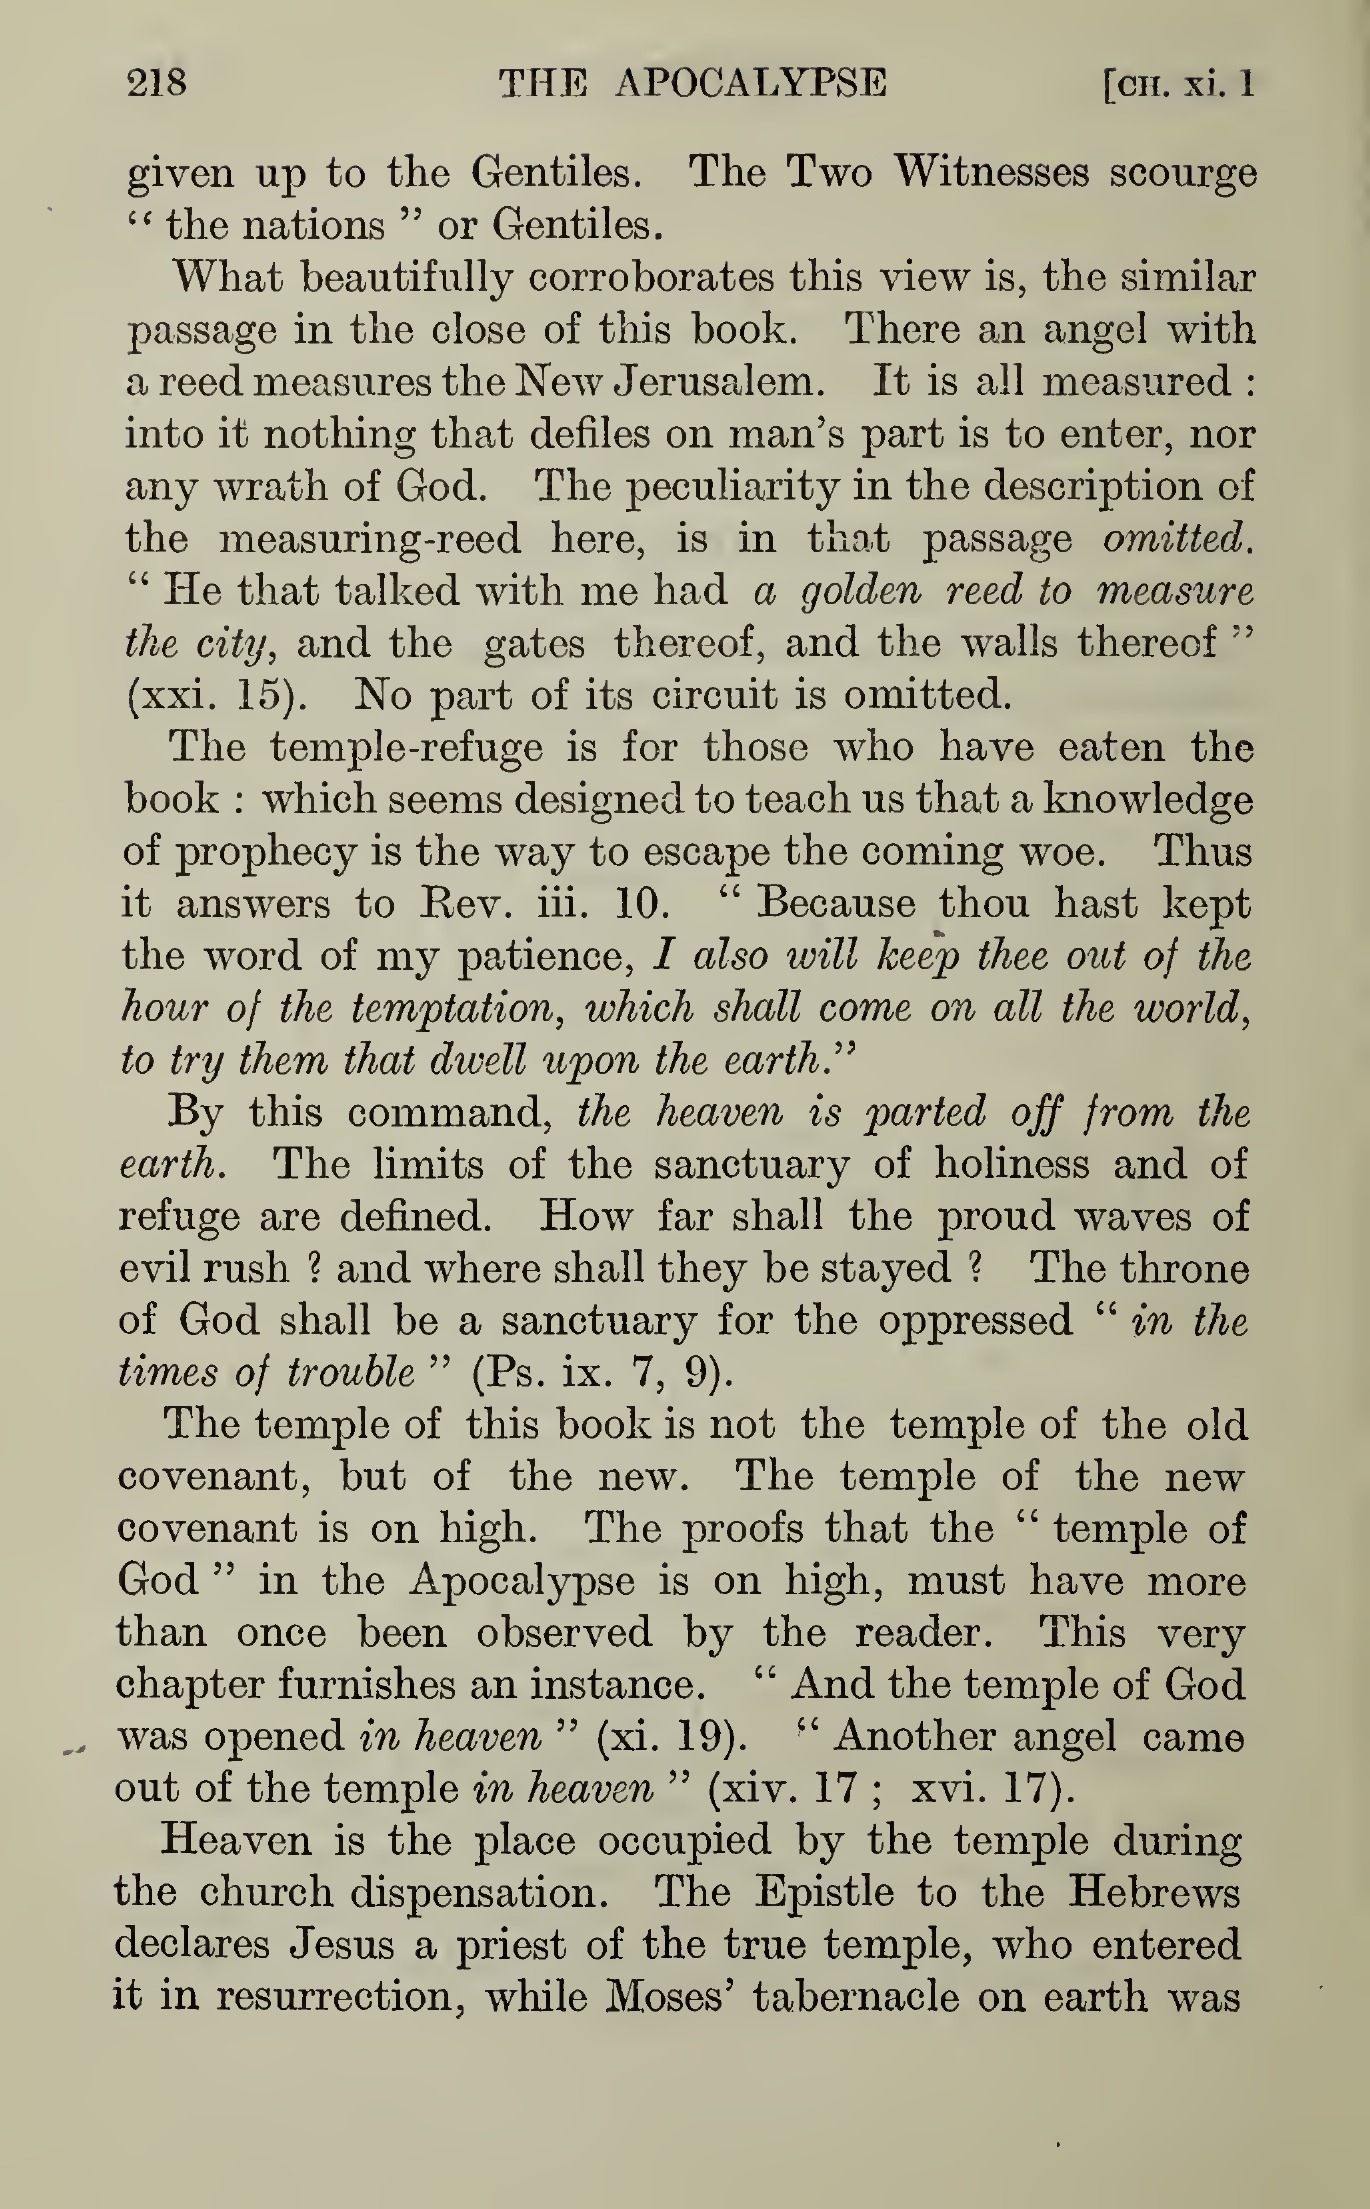 218 THE APOCALYPSE [CH. xi. 1
given up to the Gentiles. The Two Witnesses scourge
“ the nations ” or Gentiles.
What beautifully corroborates this view is, the similar
passage in the close of this book. There an angel with
a reed measures the New Jerusalem. It is all measured :
into it nothing that defiles on man’s part is to enter, nor
any wrath of God. The peculiarity in the description of
the measuring-reed here, is in that passage omitted.
“ He that talked with me had a golden reed to measure
the city, and the gates thereof, and the walls thereof ”
(xxi. 15). No part of its circuit is omitted.
The temple-refuge is for those who have eaten the
book : which seems designed to teach us that a knowledge
of prophecy is the way to escape the coming woe. Thus
it answers to Rev. iii. 10. “ Because thou hast kept
the word of my patience, I also will keep thee out of the
hour of the temptation, which shall come on all the world,
to try them that dwell upon the earth.”
By this command, the heaven is parted off from the
earth. The limits of the sanctuary of holiness and of
refuge are defined. How far shall the proud waves of
evil rush ? and where shall they be stayed ? The throne
of God shall be a sanctuary for the oppressed “ in the
times of trouble ” (Ps. ix. 7, 9).
The temple of this book is not the temple of the old
covenant, but of the new. The temple of the new
covenant is on high. The proofs that the “ temple of
God ” in the Apocalypse is on high, must have more
than once been observed by the reader. This very
chapter furnishes an instance. “ And the temple of God
was opened in heaven ” (xi. 19). “ Another angel came
out of the temple in heaven ” (xiv. 17 ; xvi. 17).
Heaven is the place occupied by the temple during
the church dispensation. The Epistle to the Hebrews
declares Jesus a priest of the true temple, who entered
it in resurrection, while Moses’ tabernacle on earth was